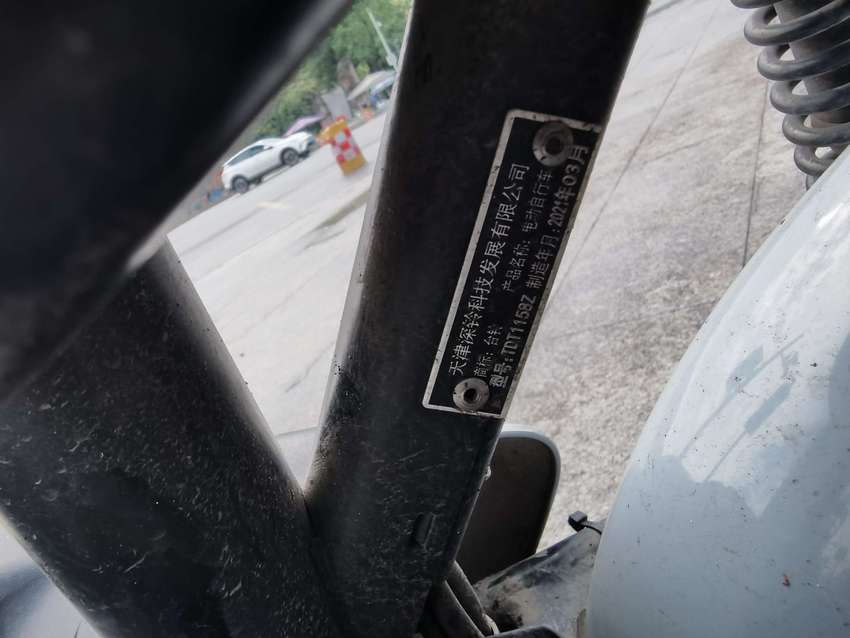 天津深铃科技发展有限公司
商标: 台铃 产品名称: 电动自行车
型号:TDT1158Z 制造年月:2021年03月